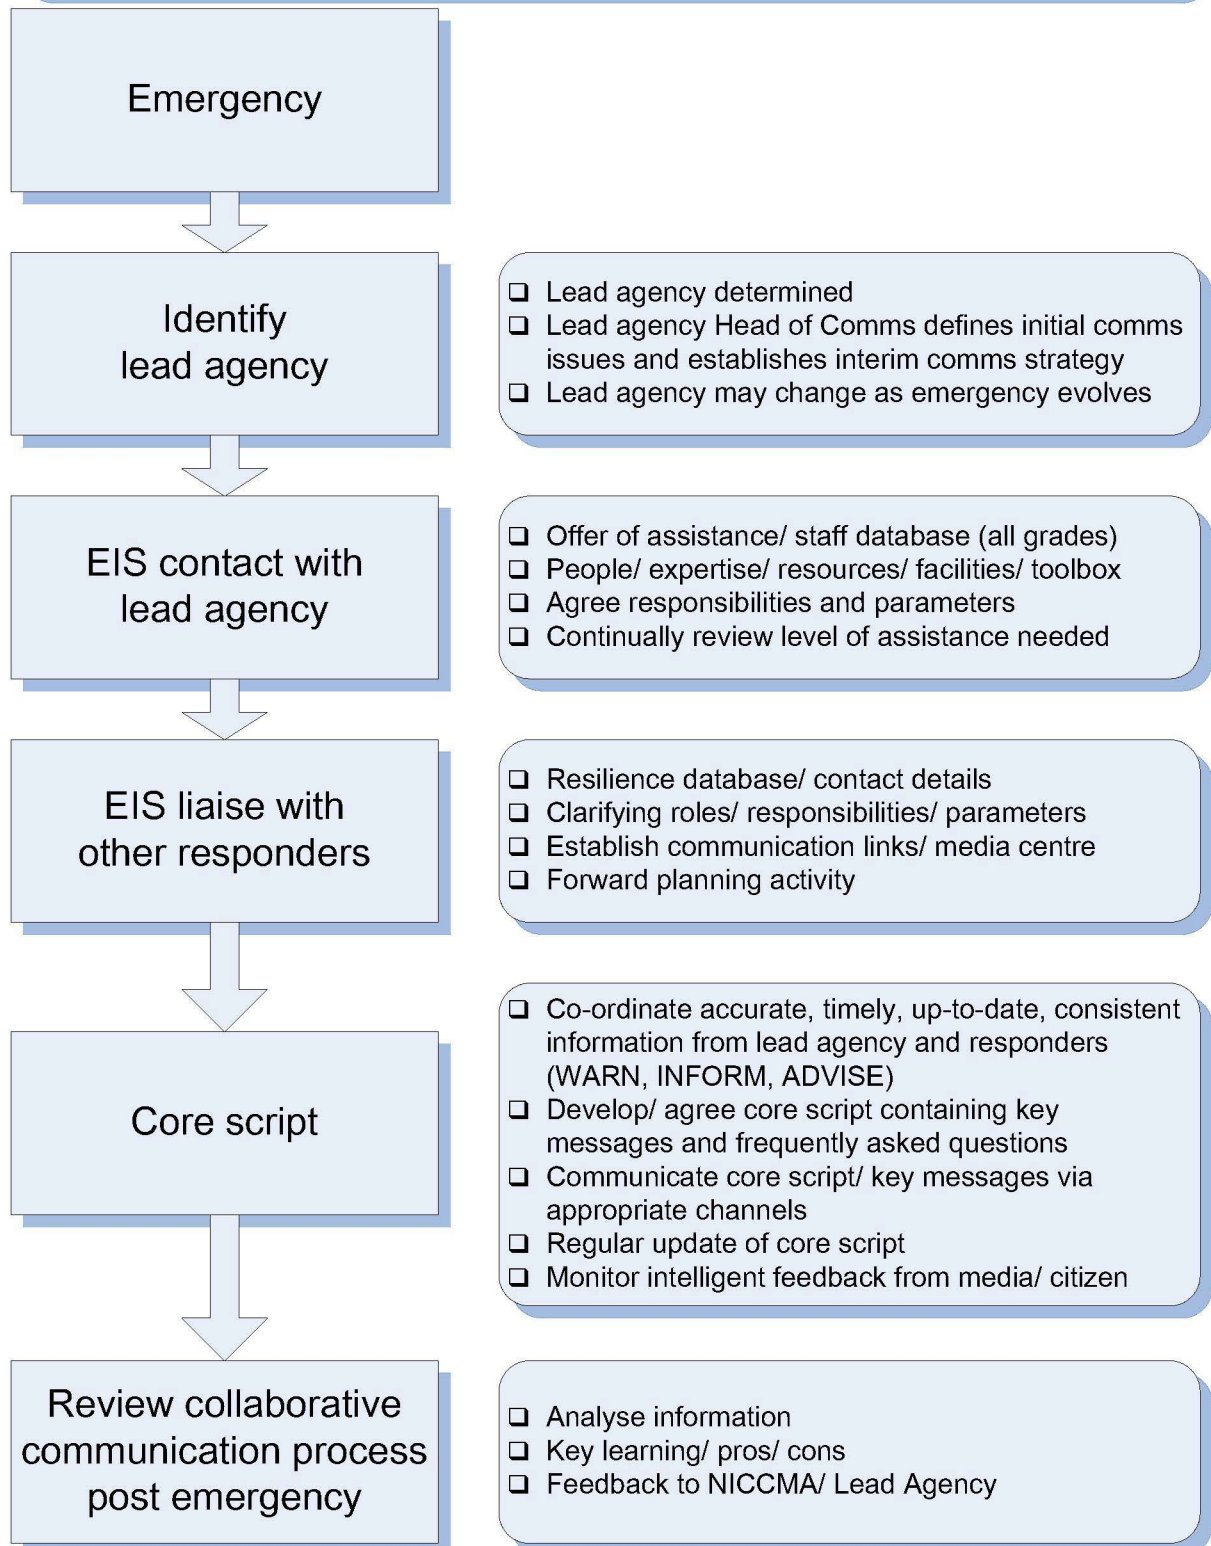 Emergency
Identify
lead agency
❑ Lead agency determined
❑ Lead agency Head of Comms defines initial comms
issues and establishes interim comms strategy
❑ Lead agency may change as emergency evolves
EIS contact with
lead agency
❑ Offer of assistance/ staff database (all grades)
❑ People/ expertise/ resources/ facilities/ toolbox
❑ Agree responsibilities and parameters
❑ Continually review level of assistance needed
EIS liaise with
other responders
❑ Resilience database/ contact details
❑ Clarifying roles/ responsibilities/ parameters
❑ Establish communication links/ media centre
❑ Forward planning activity
Core script
❑ Co-ordinate accurate, timely, up-to-date, consistent
information from lead agency and responders
(WARN, INFORM, ADVISE)
❑ Develop/ agree core script containing key
messages and frequently asked questions
❑ Communicate core script/ key messages via
appropriate channels
❑ Regular update of core script
❑ Monitor intelligent feedback from media/ citizen
Review collaborative
communication process
post emergency
❑ Analyse information
❑ Key learning/ pros/ cons
❑ Feedback to NICCMA/ Lead Agency